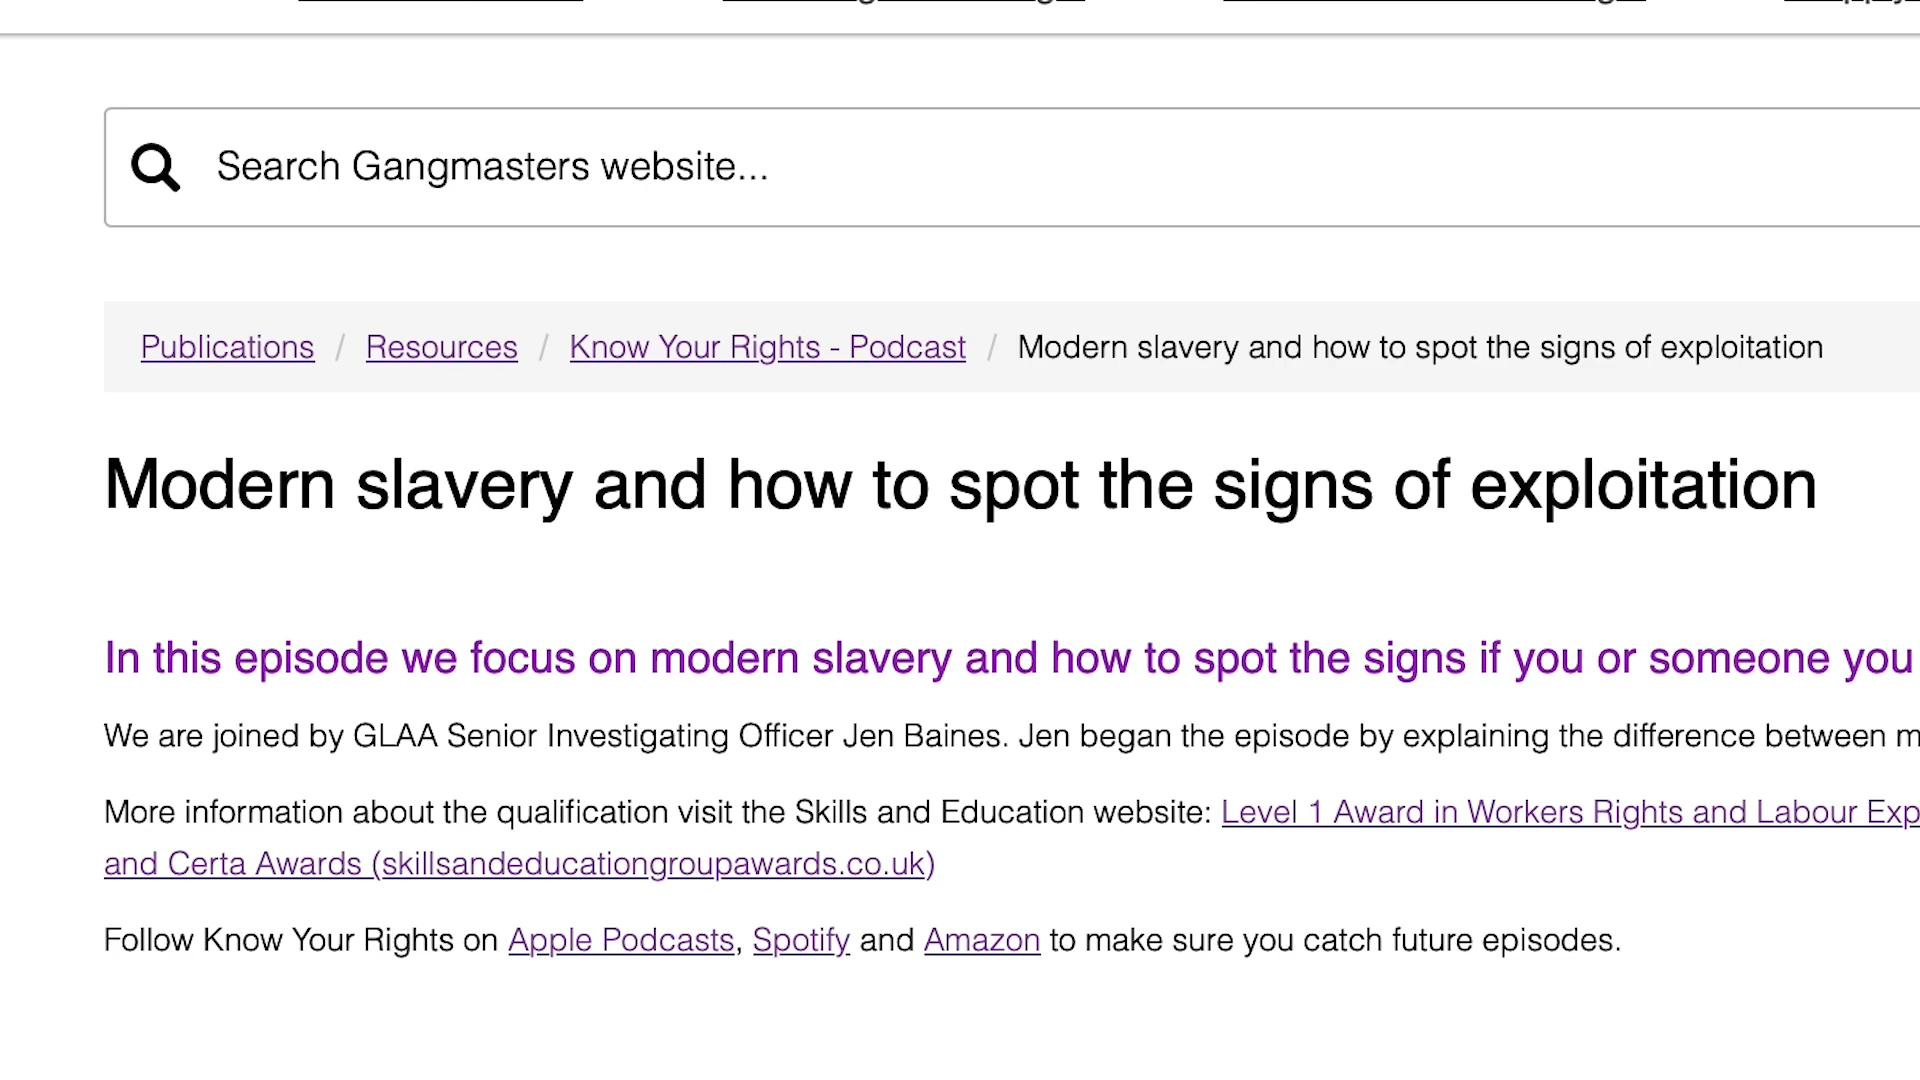 Search Gangmasters website...
Publications / Resources / Know Your Rights - Podcast / Modern slavery and how to spot the signs of exploitation
Modern slavery and how to spot the signs of exploitation
In this episode we focus on modern slavery and how to spot the signs if you or someone you
We are joined by GLAA Senior Investigating Officer Jen Baines. Jen began the episode by explaining the difference between
More information about the qualification visit the Skills and Education website: Level 1 Award in Workers Rights and Labour
and Certa Awards (skillsandeducationgroupawards.co.uk)
Follow Know Your Rights on Apple Podcasts, Spotify and Amazon to make sure you catch future episodes.